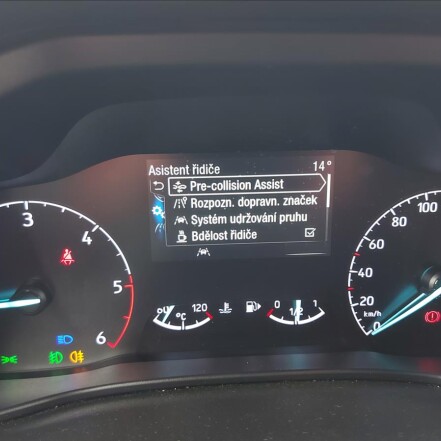 Asistent řidiče 14°
Pre-collision Assist
Rozpozn. dopravn. značek
Systém udržování pruhu
Bdělost řidiče
3
4
5
6
120
°C
0
1/2
1
100
80
60
40
20
0
km/h